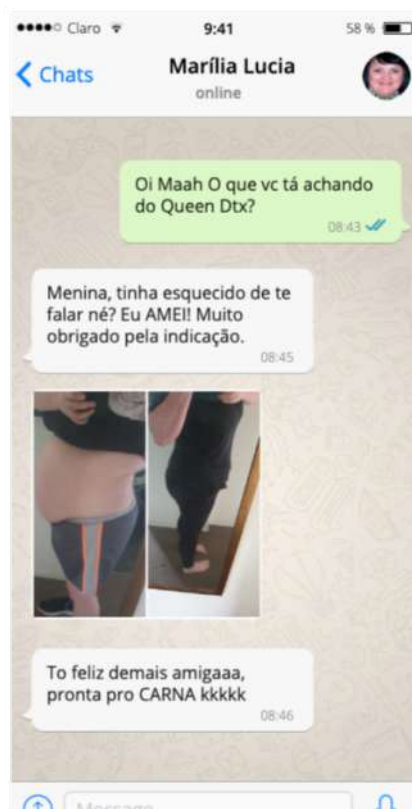 Claro 9:41 58 %
Chats Marília Lucia
online
Oi Maah O que vc tá achando
do Queen Dtx?
08:43
Menina, tinha esquecido de te
falar né? Eu AMEI! Muito
obrigado pela indicação.
08:45
To feliz demais amigaaa,
pronta pro CARNA kkkkk
08:46
Message